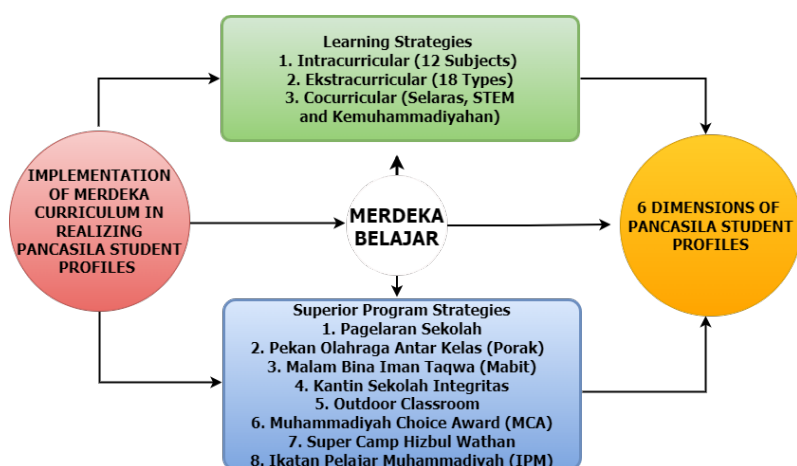 Learning Strategies
1. Intracurricular (12 Subjects)
2. Ekstracurricular (18 Types)
3. Cocurricular (Selaras, STEM
and Kemuhammadiyahan)
IMPLEMENTATION
OF MERDEKA
CURRICULUM IN
REALIZING
PANCASILA STUDENT
PROFILES
MERDEKA
BELAJAR
6 DIMENSIONS OF
PANCASILA STUDENT
PROFILES
Superior Program Strategies
1. Pagelaran Sekolah
2. Pekan Olahraga Antar Kelas (Porak)
3. Malam Bina Iman Taqwa (Mabit)
4. Kantin Sekolah Integritas
5. Outdoor Classroom
6. Muhammadiyah Choice Award (MCA)
7. Super Camp Hizbul Wathan
8. Ikatan Pelajar Muhammadiyah (IPM)